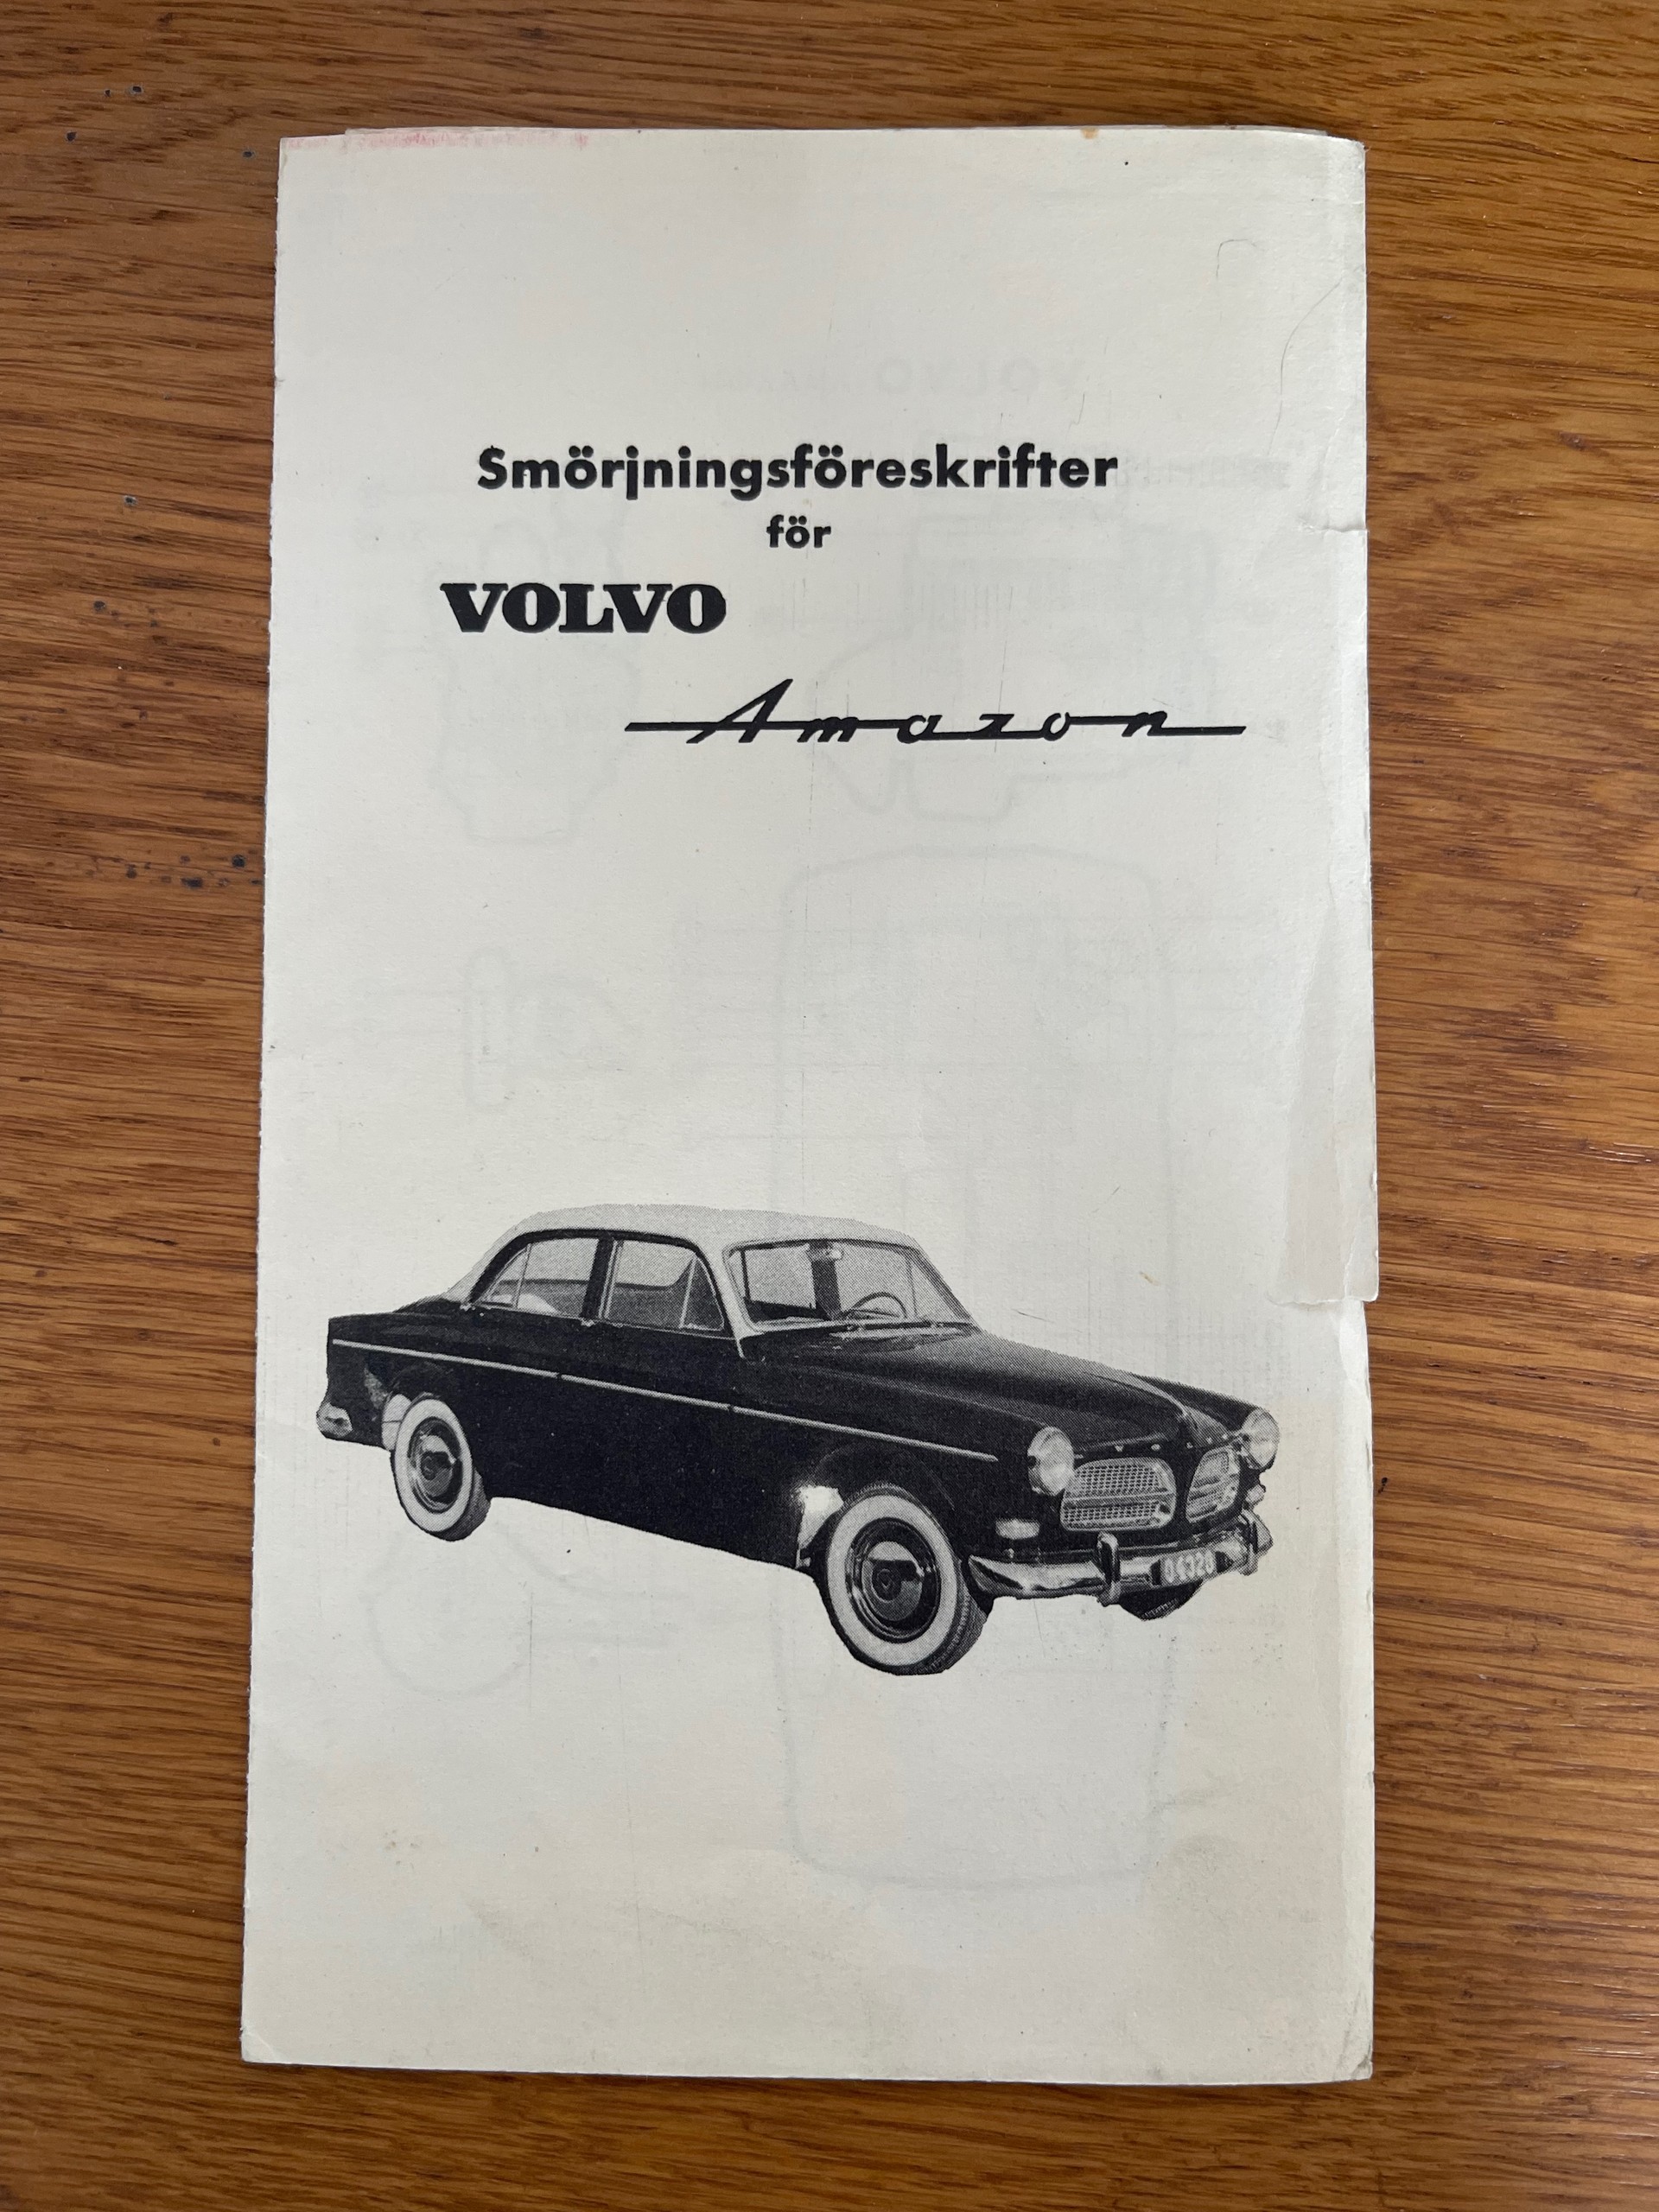 Smörjningsföreskrifter
för
VOLVO
Amazon